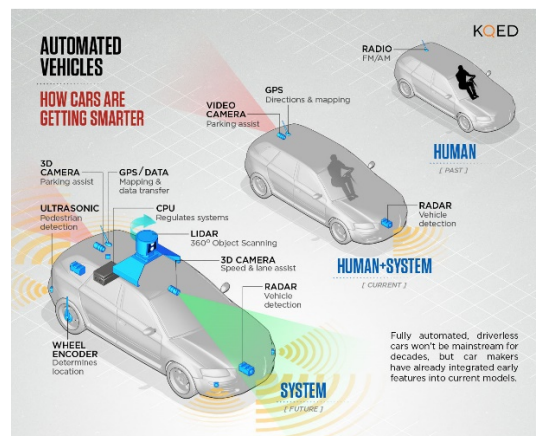 KQED
AUTOMATED
VEHICLES
HOW CARS ARE
GETTING SMARTER
RADIO
FM/AM
HUMAN
[ PAST ]
GPS
Directions & mapping
VIDEO
CAMERA
Parking assist
RADAR
Vehicle
detection
HUMAN+SYSTEM
[ CURRENT ]
3D
CAMERA
Parking assist
GPS/DATA
Mapping &
data transfer
ULTRASONIC
Pedestrian
detection
CPU
Regulates systems
LIDAR
360° Object Scanning
3D CAMERA
Speed & lane assist
RADAR
Vehicle
detection
WHEEL
ENCODER
Determines
location
SYSTEM
[ FUTURE ]
Fully automated, driverless
cars won't be mainstream for
decades, but car makers
have already integrated early
features into current models.